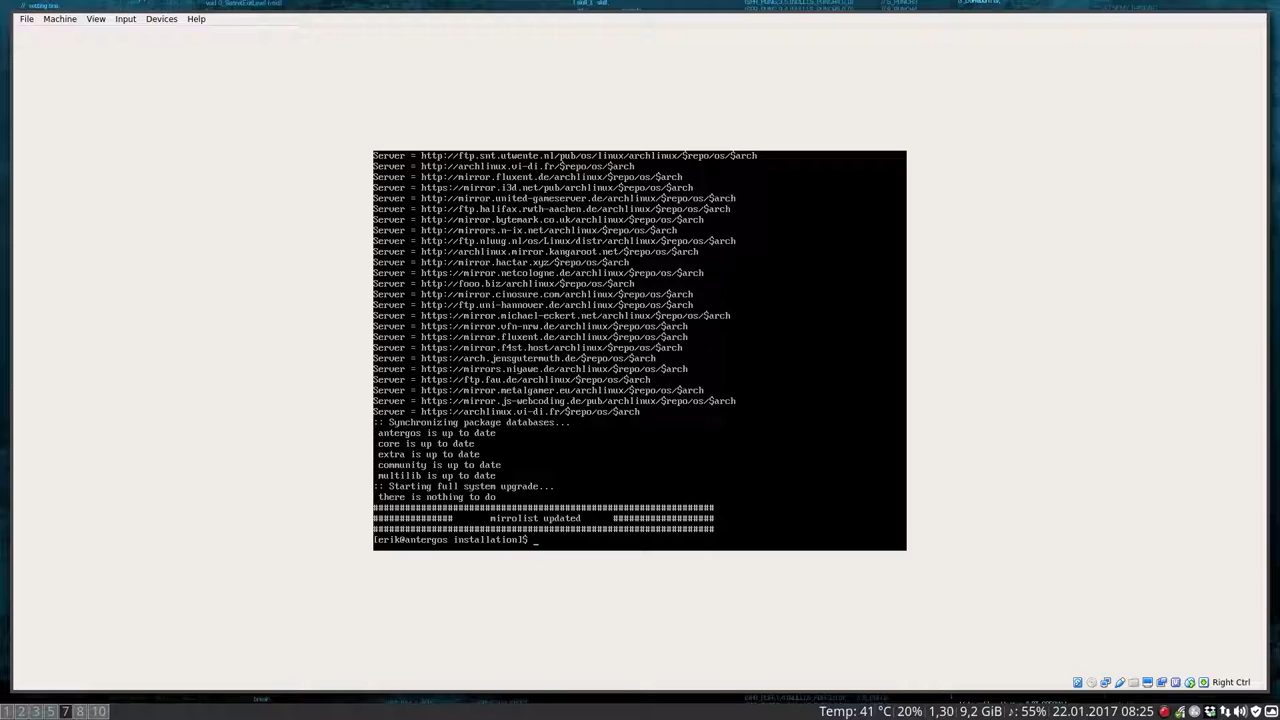 File Machine View Input Devices Help
Server = http://ftp.snt.utwente.nl/pub/os/linux/archlinux/$repo/os/$arch
Server = http://archlinux.vi-di.fr/$repo/os/$arch
Server = http://mirror.fluxent.de/archlinux/$repo/os/$arch
Server = https://mirror.i3d.net/pub/archlinux/$repo/os/$arch
Server = http://mirror.united-gameserver.de/archlinux/$repo/os/$arch
Server = http://ftp.halifax.rwth-aachen.de/archlinux/$repo/os/$arch
Server = http://mirror.bytemark.co.uk/archlinux/$repo/os/$arch
Server = http://mirrors.n-ix.net/archlinux/$repo/os/$arch
Server = http://ftp.nluug.nl/os/Linux/distr/archlinux/$repo/os/$arch
Server = http://archlinux.mirror.kangaroot.net/$repo/os/$arch
Server = http://mirror.hactar.xyz/$repo/os/$arch
Server = https://mirror.netcologne.de/archlinux/$repo/os/$arch
Server = http://fooo.biz/archlinux/$repo/os/$arch
Server = http://mirror.cinosure.com/archlinux/$repo/os/$arch
Server = http://ftp.uni-hannover.de/archlinux/$repo/os/$arch
Server = https://mirror.michael-eckert.net/archlinux/$repo/os/$arch
Server = https://mirror.vfn-nrw.de/archlinux/$repo/os/$arch
Server = https://mirror.fluxent.de/archlinux/$repo/os/$arch
Server = https://mirror.f4st.host/archlinux/$repo/os/$arch
Server = https://arch.jensgutermuth.de/$repo/os/$arch
Server = https://mirrors.niyawe.de/archlinux/$repo/os/$arch
Server = https://ftp.fau.de/archlinux/$repo/os/$arch
Server = https://mirror.metalgamer.eu/archlinux/$repo/os/$arch
Server = https://mirror.js-webcoding.de/pub/archlinux/$repo/os/$arch
Server = https://archlinux.vi-di.fr/$repo/os/$arch
:: Synchronizing package databases...
antergos is up to date
core is up to date
extra is up to date
community is up to date
multilib is up to date
:: Starting full system upgrade...
there is nothing to do
################################################################
############### mirrolist updated ###################
################################################################
[erik@antergos installation]$ _
Right Ctrl
1 2 3 5 7 8 10 Temp: 41 °C 20% 1,30 9,2 GiB ♪: 55% 22.01.2017 08:25